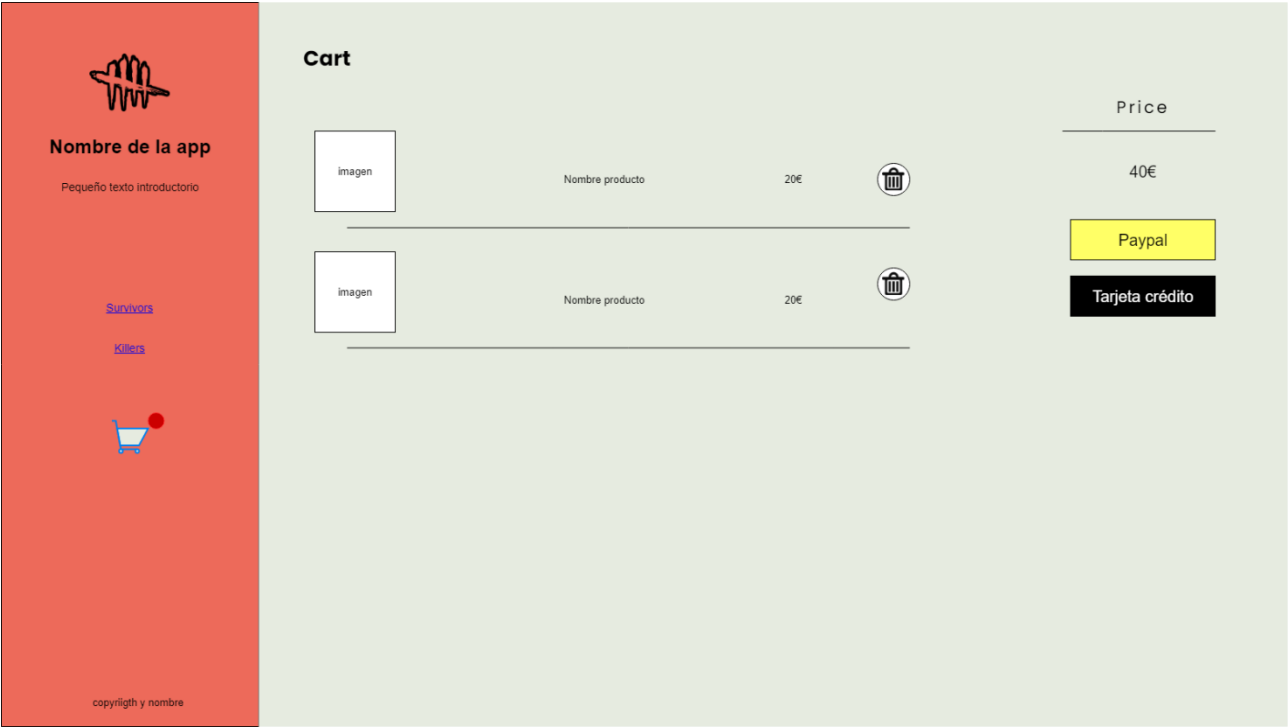 Nombre de la app
Pequeño texto introductorio
Survivors
Killers
copyriigth y nombre
Cart
imagen
Nombre producto
20€
imagen
Nombre producto
20€
Price
40€
Paypal
Tarjeta crédito